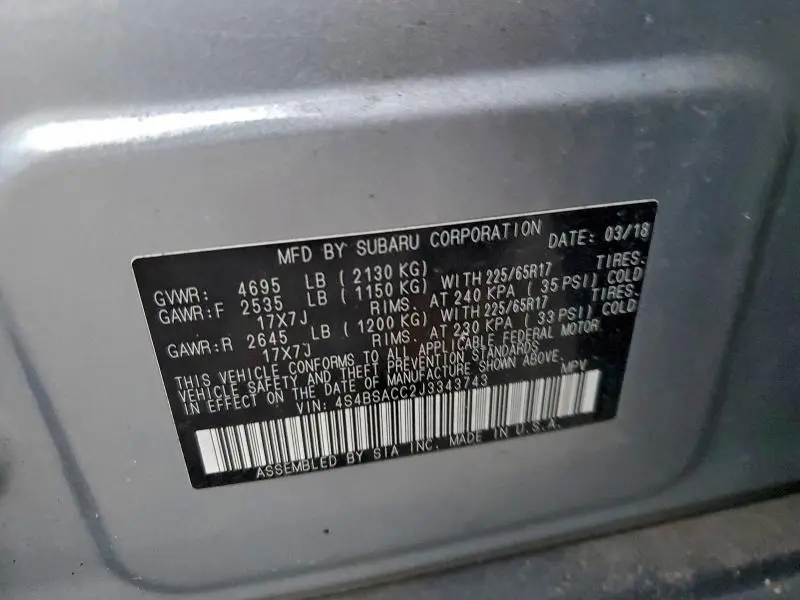 MFD BY SUBARU CORPORATION DATE: 03/18
GVWR: 4695 LB (2130 KG) TIRES.
GAWR:F 2535 LB (1150 KG) WITH 225/65R17
17X7J RIMS. AT 240 KPA (35 PSI) COLD
TIRES.
GAWR:R 2645 LB (1200 KG) WITH 225/65R17
17X7J RIMS. AT 230 KPA (33 PSI) COLD
THIS VEHICLE CONFORMS TO ALL APPLICABLE FEDERAL MOTOR
VEHICLE SAFETY AND THEFT PREVENTION STANDARDS
IN EFFECT ON THE DATE OF MANUFACTURE SHOWN ABOVE.
VIN: 4S4BSACC2J3343743 MPV
ASSEMBLED BY SIA INC. MADE IN U.S.A.